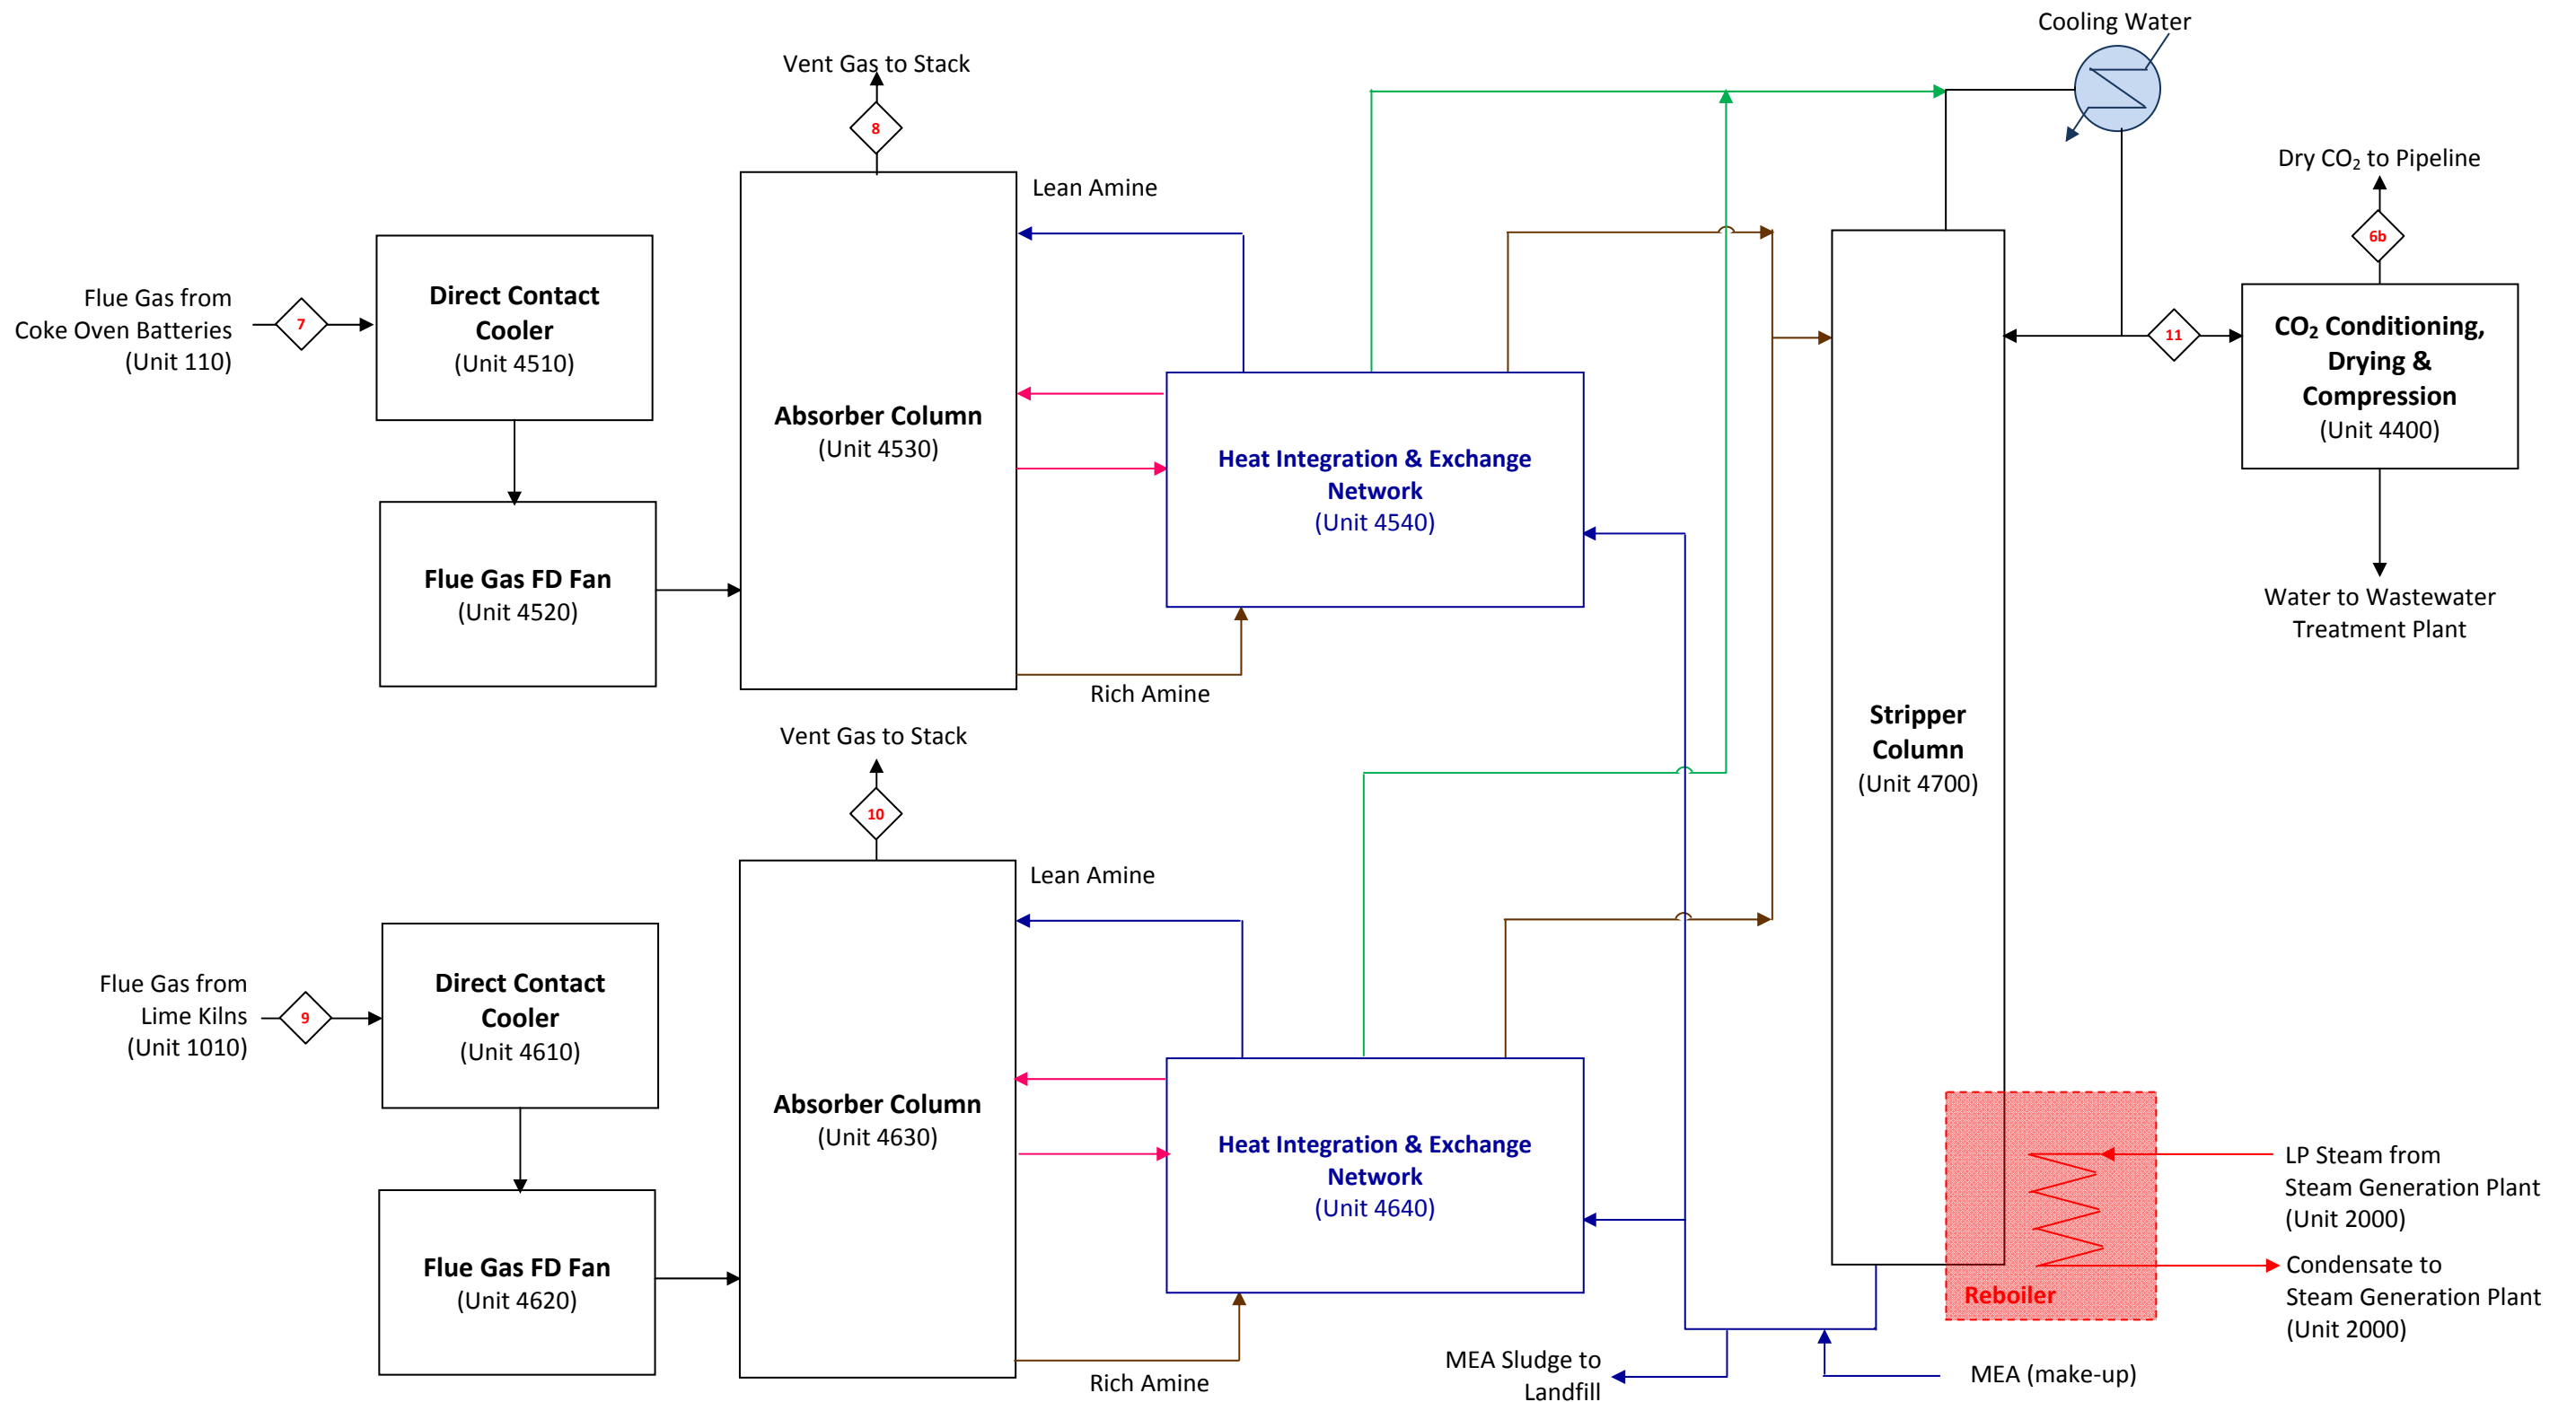 Cooling Water
Vent Gas to Stack
8
Dry CO₂ to Pipeline
6b
Lean Amine
Flue Gas from
Coke Oven Batteries
(Unit 110)
7
Direct Contact
Cooler
(Unit 4510)
Absorber Column
(Unit 4530)
Heat Integration & Exchange
Network
(Unit 4540)
11
CO₂ Conditioning,
Drying &
Compression
(Unit 4400)
Flue Gas FD Fan
(Unit 4520)
Water to Wastewater
Treatment Plant
Rich Amine
Vent Gas to Stack
10
Stripper
Column
(Unit 4700)
Lean Amine
Flue Gas from
Lime Kilns
(Unit 1010)
9
Direct Contact
Cooler
(Unit 4610)
Absorber Column
(Unit 4630)
Heat Integration & Exchange
Network
(Unit 4640)
LP Steam from
Steam Generation Plant
(Unit 2000)
Flue Gas FD Fan
(Unit 4620)
Reboiler
Condensate to
Steam Generation Plant
(Unit 2000)
Rich Amine
MEA Sludge to
Landfill
MEA (make-up)